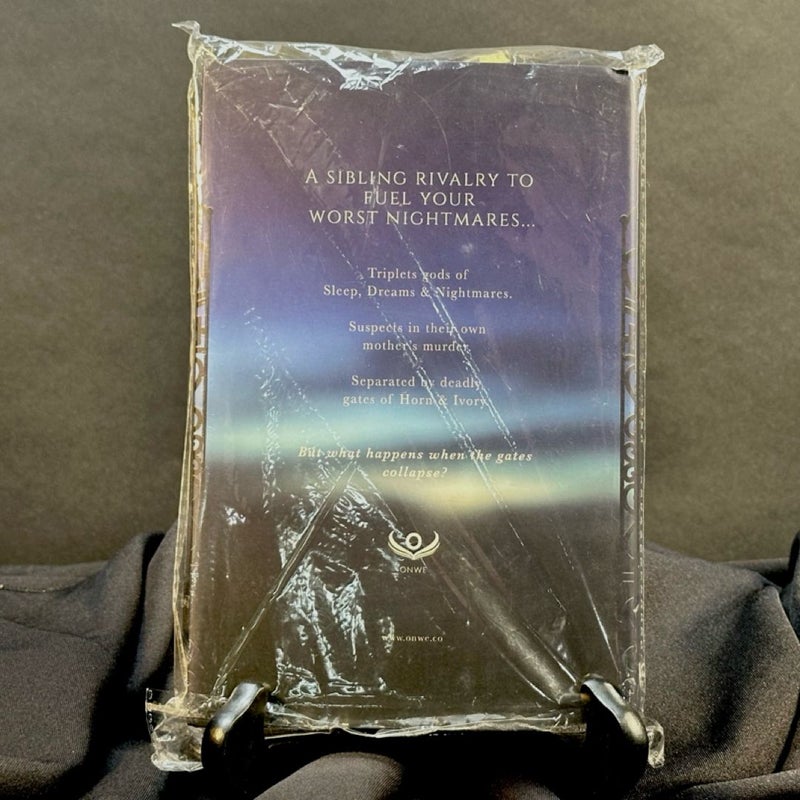 A SIBLING RIVALRY TO
FUEL YOUR
WORST NIGHTMARES...
Triplets gods of
Sleep, Dreams & Nightmares.
Suspects in their own
mother's murder.
Separated by deadly
gates of Horn & Ivory
But what happens when the gates
collapse?
ONWE
www.onwe.co